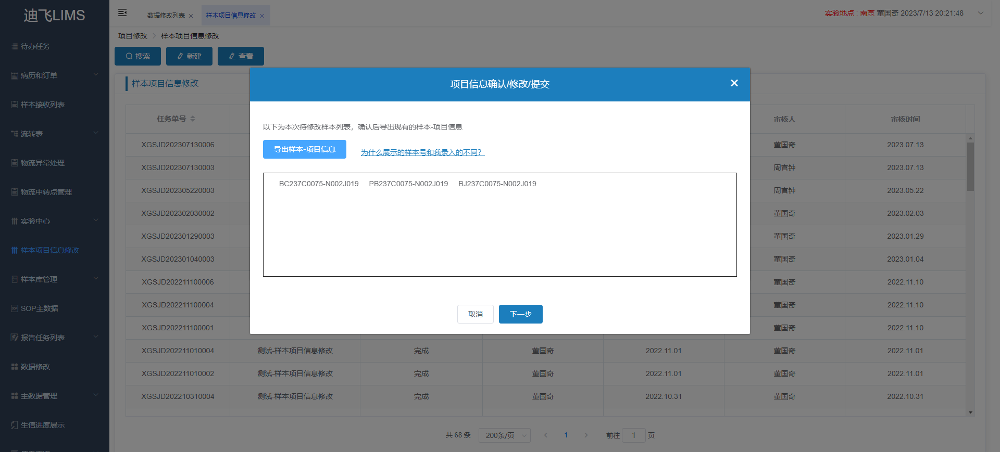 迪飞LIMS
待办任务
病历和订单
样本接收列表
流转表
物流异常处理
物流中转点管理
实验中心
样本项目信息修改
样本库管理
SOP主数据
报告任务列表
数据修改
主数据管理
生信进度展示
数据修改列表 × 样本项目信息修改 ×
实验地点 : 南京 董国奇 2023/7/13 20:21:48
项目修改 > 样本项目信息修改
搜索 新建 查看
样本项目信息修改
项目信息确认/修改/提交
以下为本次待修改样本列表，确认后导出现有的样本-项目信息
导出样本-项目信息 为什么展示的样本号和我录入的不同？
BC237C0075-N002J019 PB237C0075-N002J019 BJ237C0075-N002J019
取消 下一步
任务单号 审核人 审核时间
XGSJD202307130006 董国奇 2023.07.13
XGSJD202307130003 周官钟 2023.07.13
XGSJD202305220003 周官钟 2023.05.22
XGSJD202302030002 董国奇 2023.02.03
XGSJD202301290003 董国奇 2023.01.29
XGSJD202301040003 董国奇 2023.01.04
XGSJD202211100006 董国奇 2022.11.10
XGSJD202211100004 董国奇 2022.11.10
XGSJD202211100001 董国奇 2022.11.10
XGSJD202211010004 测试-样本项目信息修改 完成 董国奇 2022.11.01 董国奇 2022.11.01
XGSJD202211010002 测试-样本项目信息修改 完成 董国奇 2022.11.01 董国奇 2022.11.01
XGSJD202210310004 测试-样本项目信息修改 完成 董国奇 2022.10.31 董国奇 2022.10.31
共 68 条 200条/页 < 1 > 前往 1 页